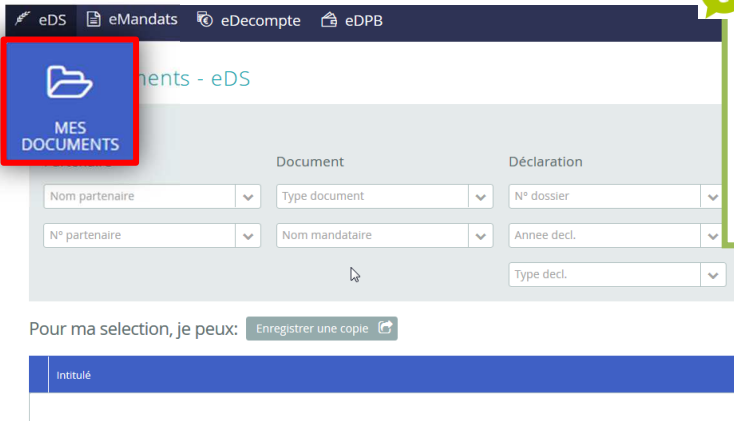 eDS eMandats eDecompte eDPB
ments - eDS
MES
DOCUMENTS
Document Déclaration
Nom partenaire Type document N° dossier
N° partenaire Nom mandataire Annee decl.
Type decl.
Pour ma selection, je peux: Enregistrer une copie
Intitulé